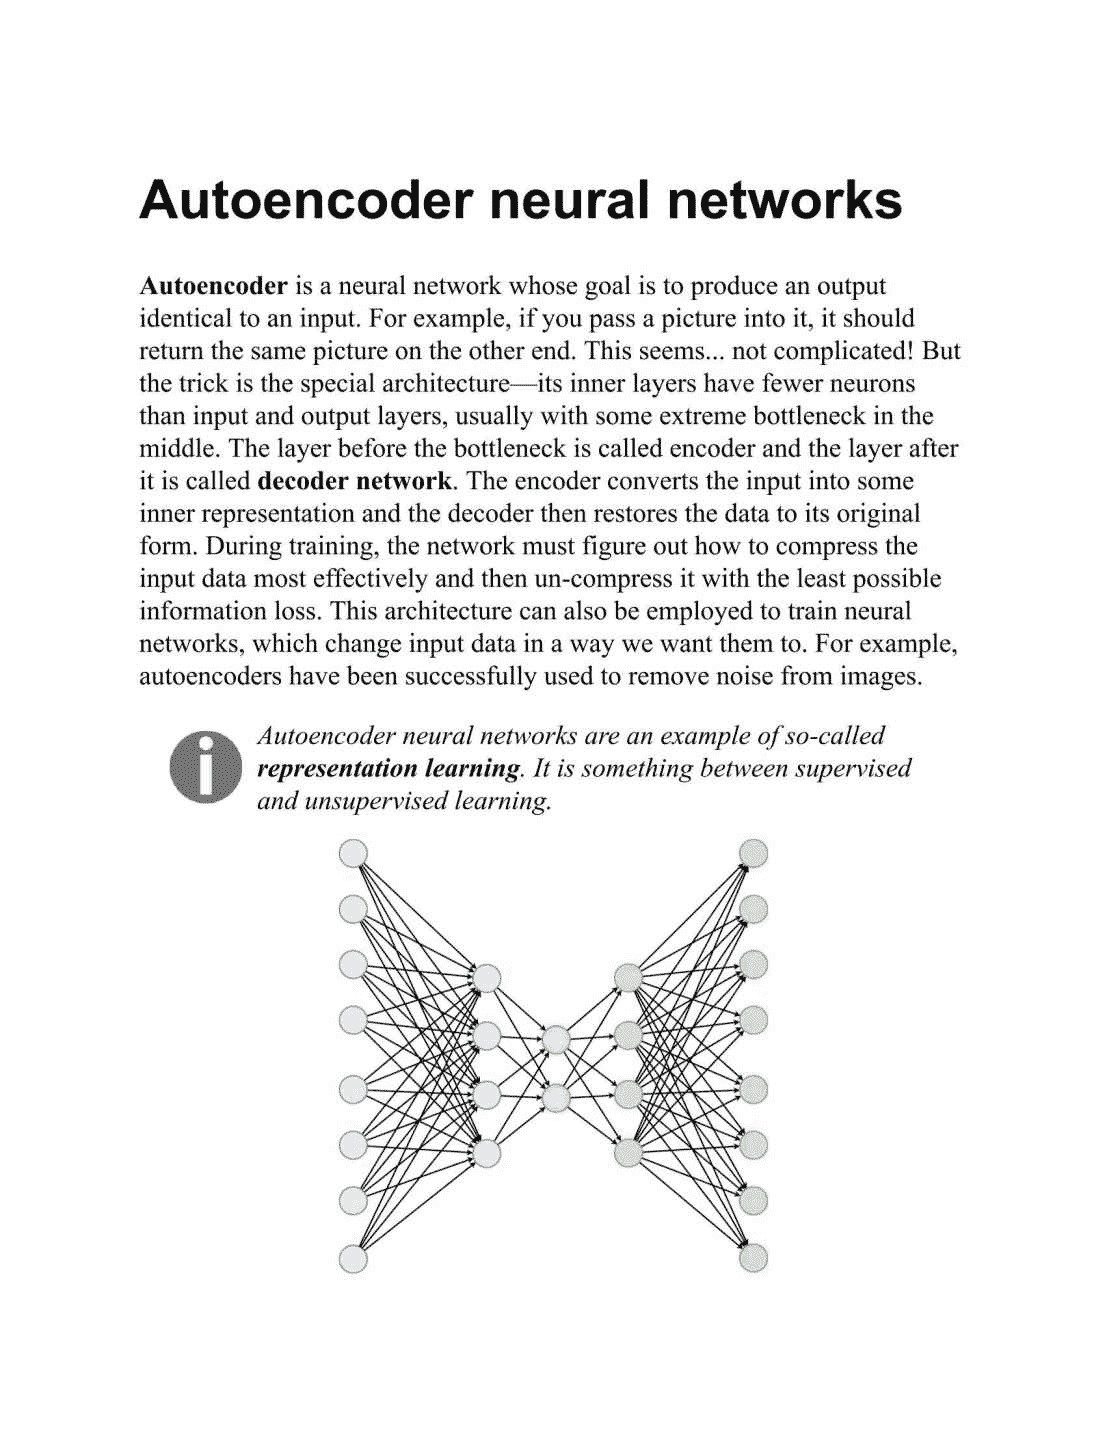 Autoencoder neural networks
Autoencoder is a neural network whose goal is to produce an output
identical to an input. For example, if you pass a picture into it, it should
return the same picture on the other end. This seems... not complicated! But
the trick is the special architecture—its inner layers have fewer neurons
than input and output layers, usually with some extreme bottleneck in the
middle. The layer before the bottleneck is called encoder and the layer after
it is called decoder network. The encoder converts the input into some
inner representation and the decoder then restores the data to its original
form. During training, the network must figure out how to compress the
input data most effectively and then un-compress it with the least possible
information loss. This architecture can also be employed to train neural
networks, which change input data in a way we want them to. For example,
autoencoders have been successfully used to remove noise from images.
Autoencoder neural networks are an example of so-called
representation learning. It is something between supervised
and unsupervised learning.